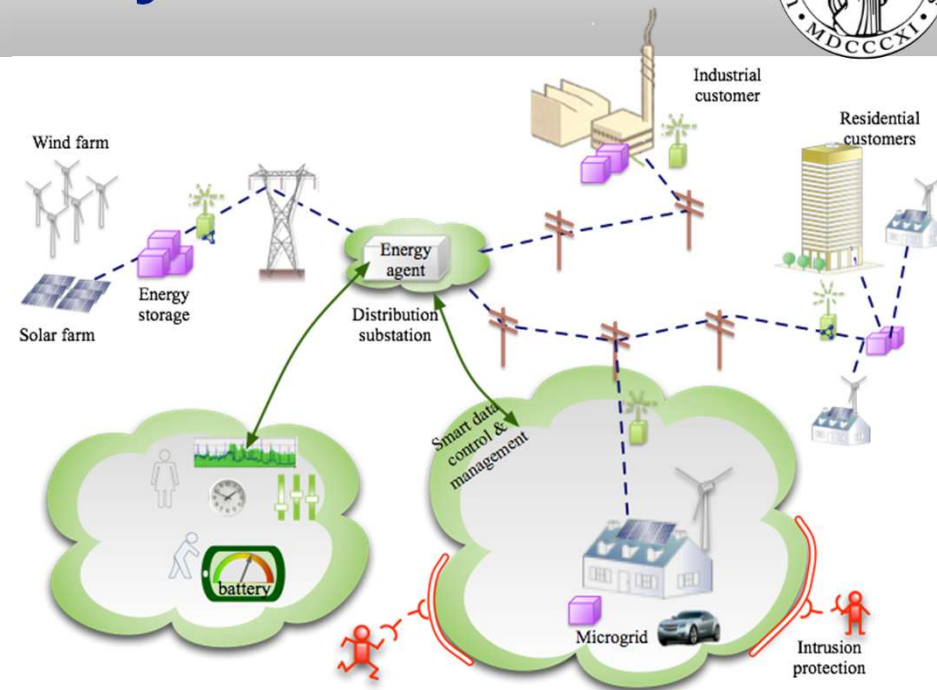 MDCCCXI
Industrial
customer
Residential
customers
Wind farm
Energy
agent
Energy
storage
Solar farm
Distribution
substation
Smart data
control &
management
battery
Microgrid
Intrusion
protection